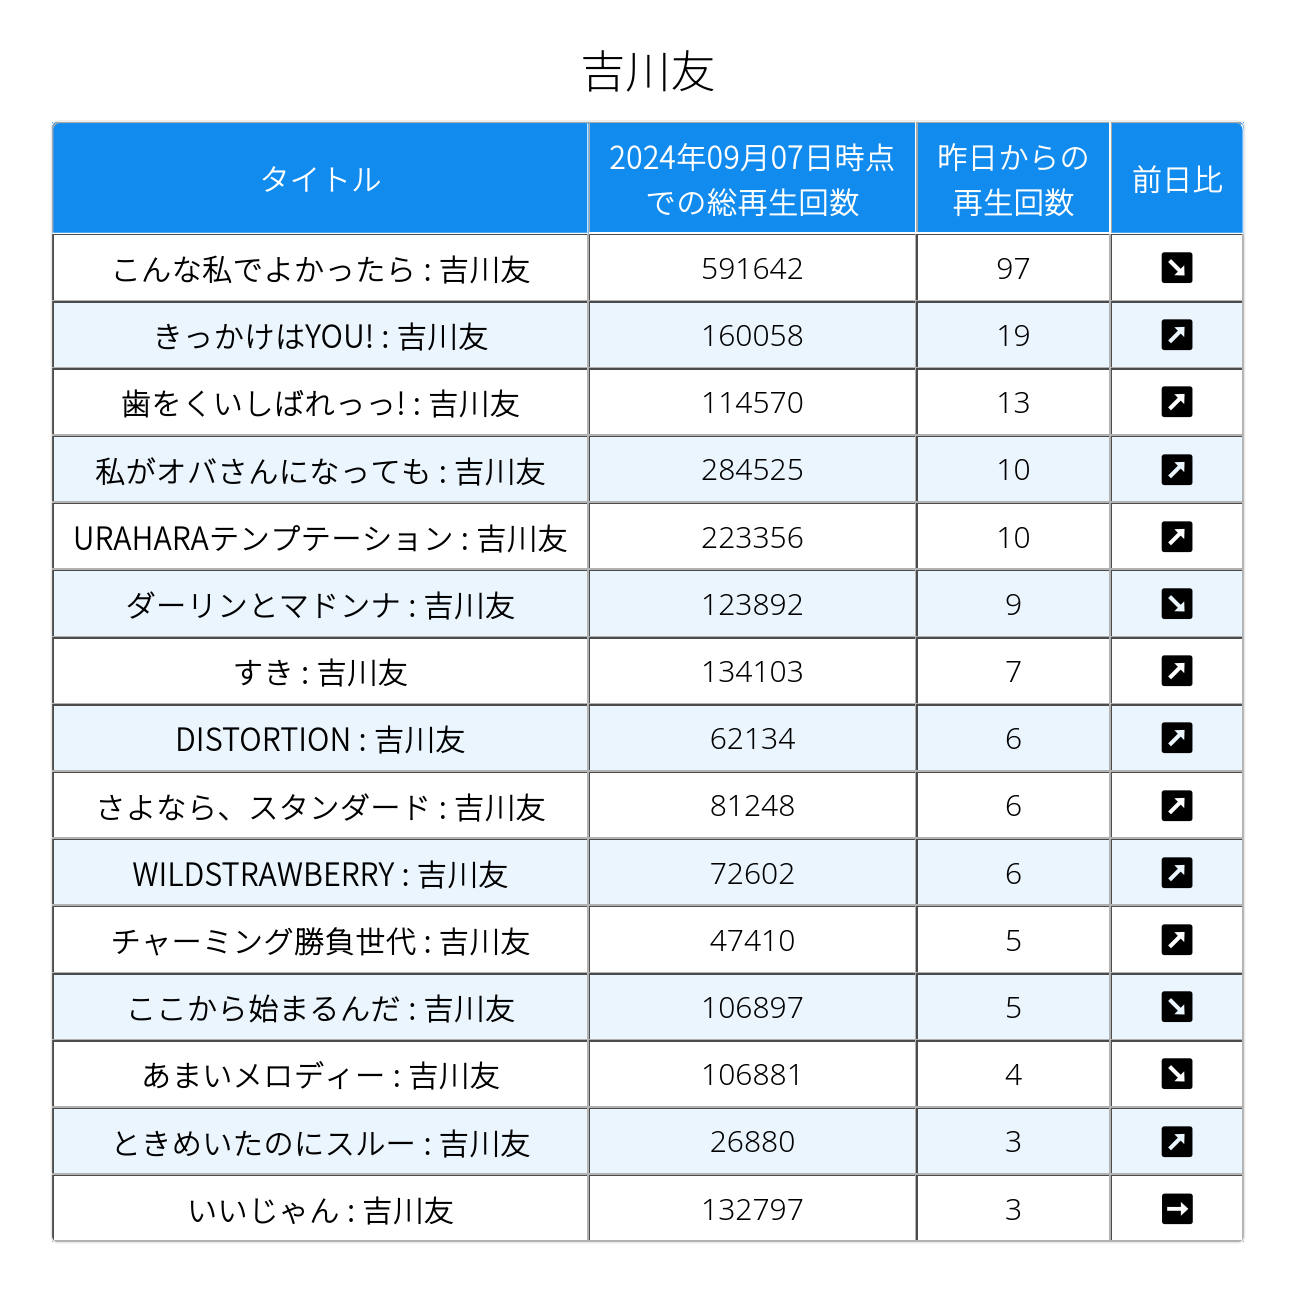 吉川友
タイトル 2024年09月07日時点での総再生回数 昨日からの再生回数 前日比
こんな私でよかったら : 吉川友 591642 97 ↘
きっかけはYOU! : 吉川友 160058 19 ↗
歯をくいしばれっっ! : 吉川友 114570 13 ↗
私がオバさんになっても : 吉川友 284525 10 ↗
URAHARAテンプテーション : 吉川友 223356 10 ↗
ダーリンとマドンナ : 吉川友 123892 9 ↘
すき : 吉川友 134103 7 ↗
DISTORTION : 吉川友 62134 6 ↗
さよなら、スタンダード : 吉川友 81248 6 ↗
WILDSTRAWBERRY : 吉川友 72602 6 ↗
チャーミング勝負世代 : 吉川友 47410 5 ↗
ここから始まるんだ : 吉川友 106897 5 ↘
あまいメロディー : 吉川友 106881 4 ↘
ときめいたのにスルー : 吉川友 26880 3 ↗
いいじゃん : 吉川友 132797 3 →